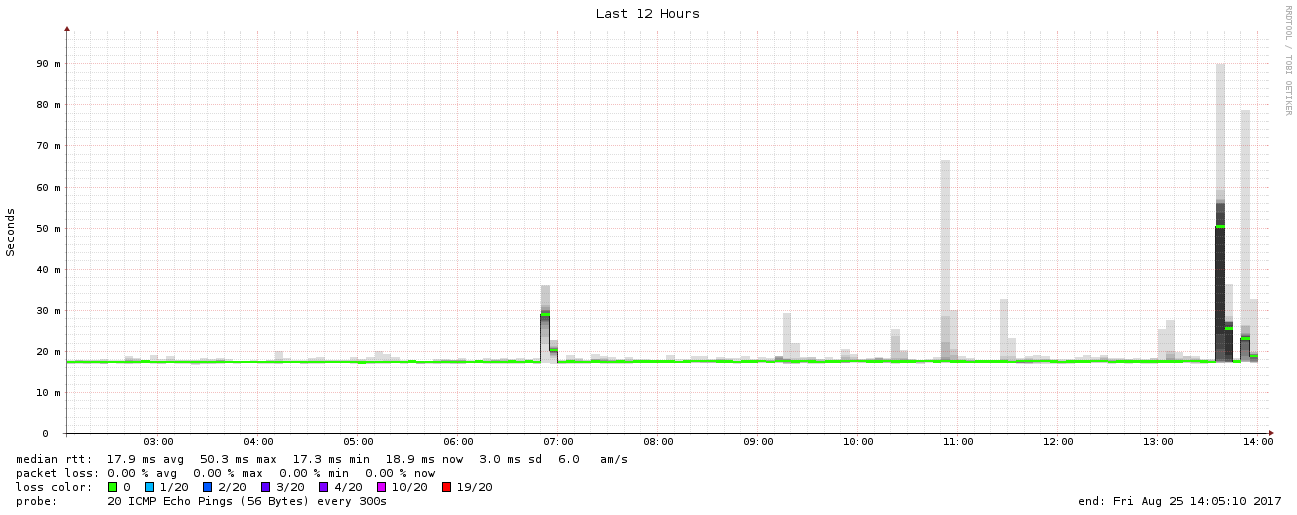 Last 12 Hours
RRDTOOL / TOBI OETIKER
Seconds
90 m
80 m
70 m
60 m
50 m
40 m
30 m
20 m
10 m
0
03:00 04:00 05:00 06:00 07:00 08:00 09:00 10:00 11:00 12:00 13:00 14:00
median rtt: 17.9 ms avg 50.3 ms max 17.3 ms min 18.9 ms now 3.0 ms sd 6.0 am/s
packet loss: 0.00 % avg 0.00 % max 0.00 % min 0.00 % now
loss color: 0 1/20 2/20 3/20 4/20 10/20 19/20
probe: 20 ICMP Echo Pings (56 Bytes) every 300s end: Fri Aug 25 14:05:10 2017